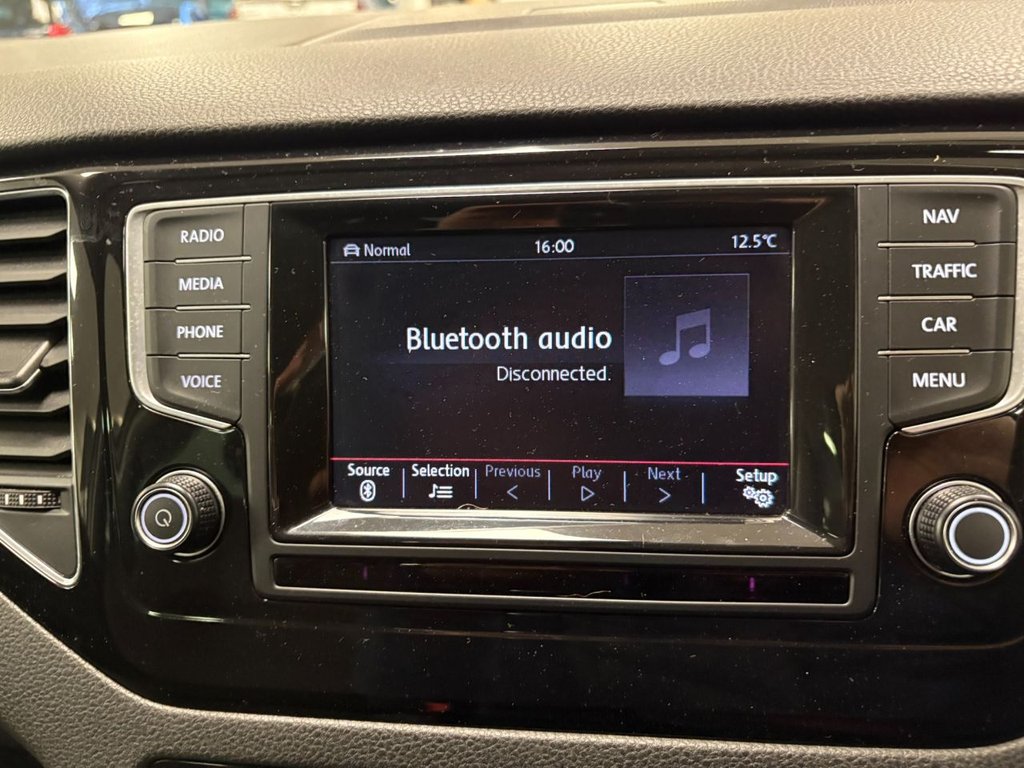 RADIO
MEDIA
PHONE
VOICE
Normal 16:00 12.5°C
Bluetooth audio
Disconnected.
Source Selection Previous Play Next Setup
NAV
TRAFFIC
CAR
MENU